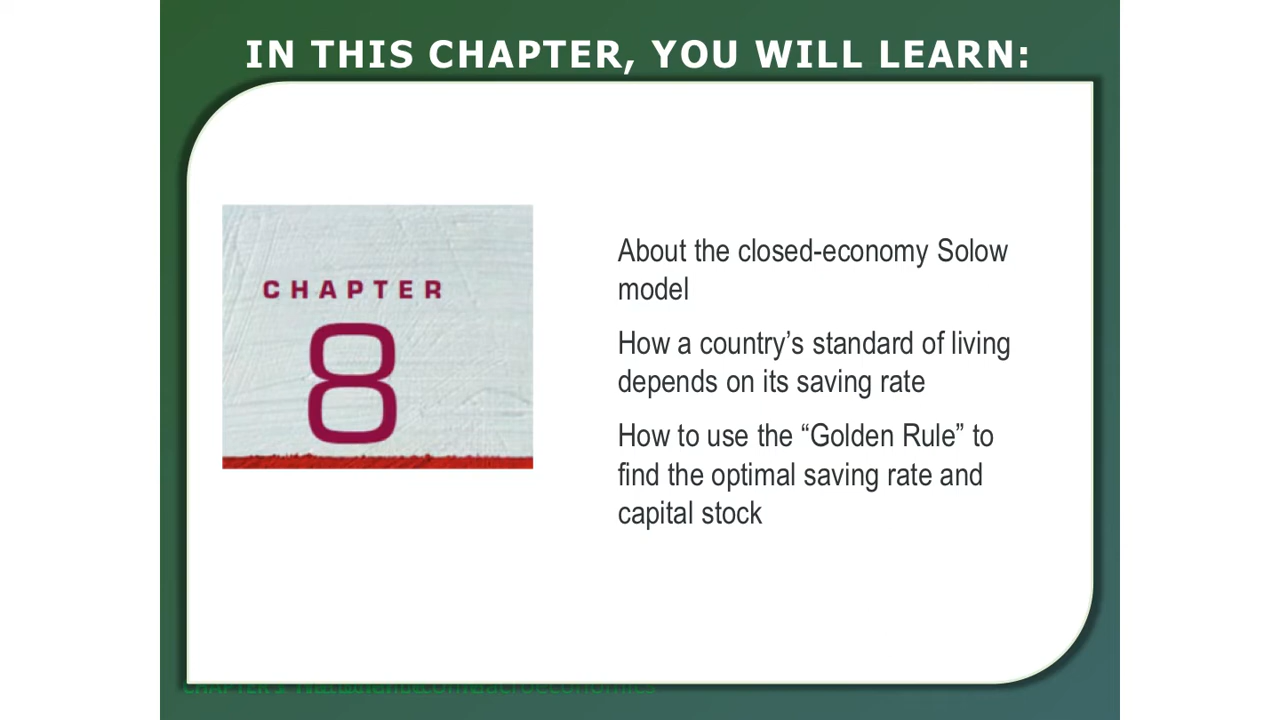 IN THIS CHAPTER, YOU WILL LEARN:
CHAPTER
8
About the closed-economy Solow
model
How a country’s standard of living
depends on its saving rate
How to use the “Golden Rule” to
find the optimal saving rate and
capital stock
CHAPTER